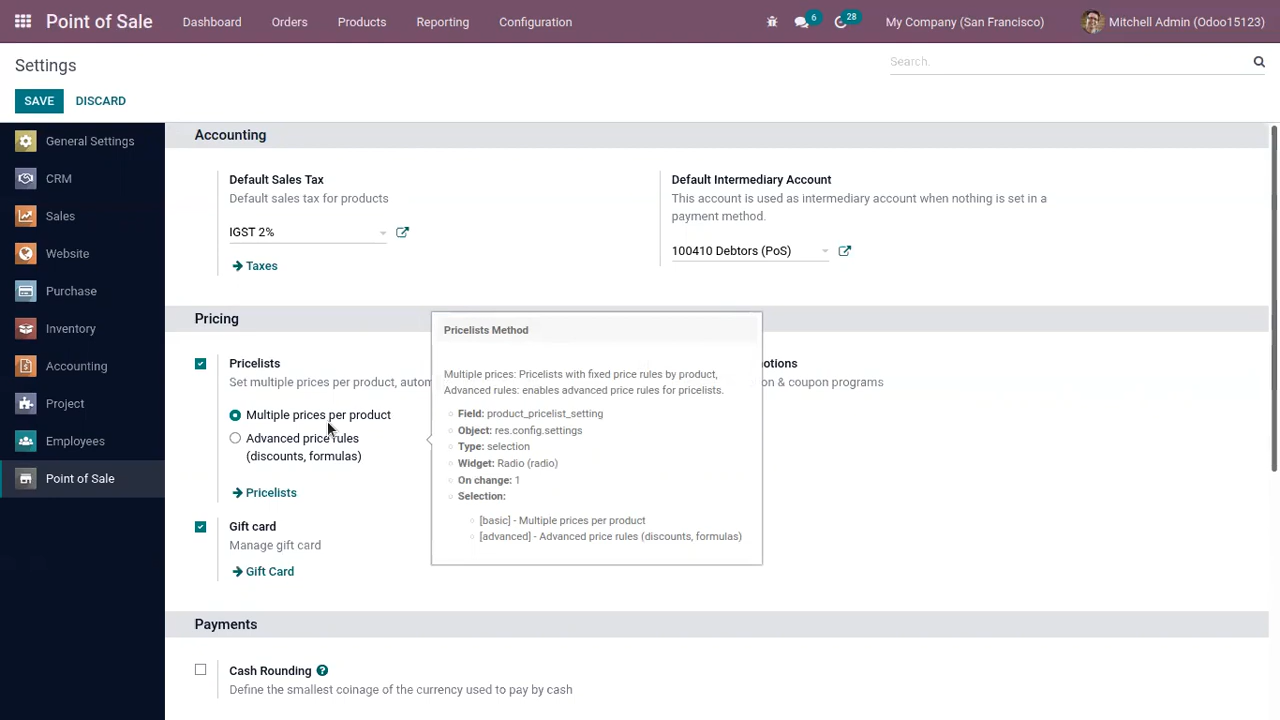 Point of Sale Dashboard Orders Products Reporting Configuration 6 28 My Company (San Francisco) Mitchell Admin (Odoo15123)
Settings
Search.
SAVE DISCARD
General Settings
CRM
Sales
Website
Purchase
Inventory
Accounting
Project
Employees
Point of Sale
Accounting
Default Sales Tax
Default sales tax for products
IGST 2%
Taxes
Default Intermediary Account
This account is used as intermediary account when nothing is set in a
payment method.
100410 Debtors (PoS)
Pricing
Pricelists
Set multiple prices per product, autom
Multiple prices per product
Advanced price rules
(discounts, formulas)
Pricelists
Pricelists Method
Multiple prices: Pricelists with fixed price rules by product,
Advanced rules: enables advanced price rules for pricelists.
Field: product_pricelist_setting
Object: res.config.settings
Type: selection
Widget: Radio (radio)
On change: 1
Selection:
[basic] - Multiple prices per product
[advanced] - Advanced price rules (discounts, formulas)
otions
on & coupon programs
Gift card
Manage gift card
Gift Card
Payments
Cash Rounding ?
Define the smallest coinage of the currency used to pay by cash